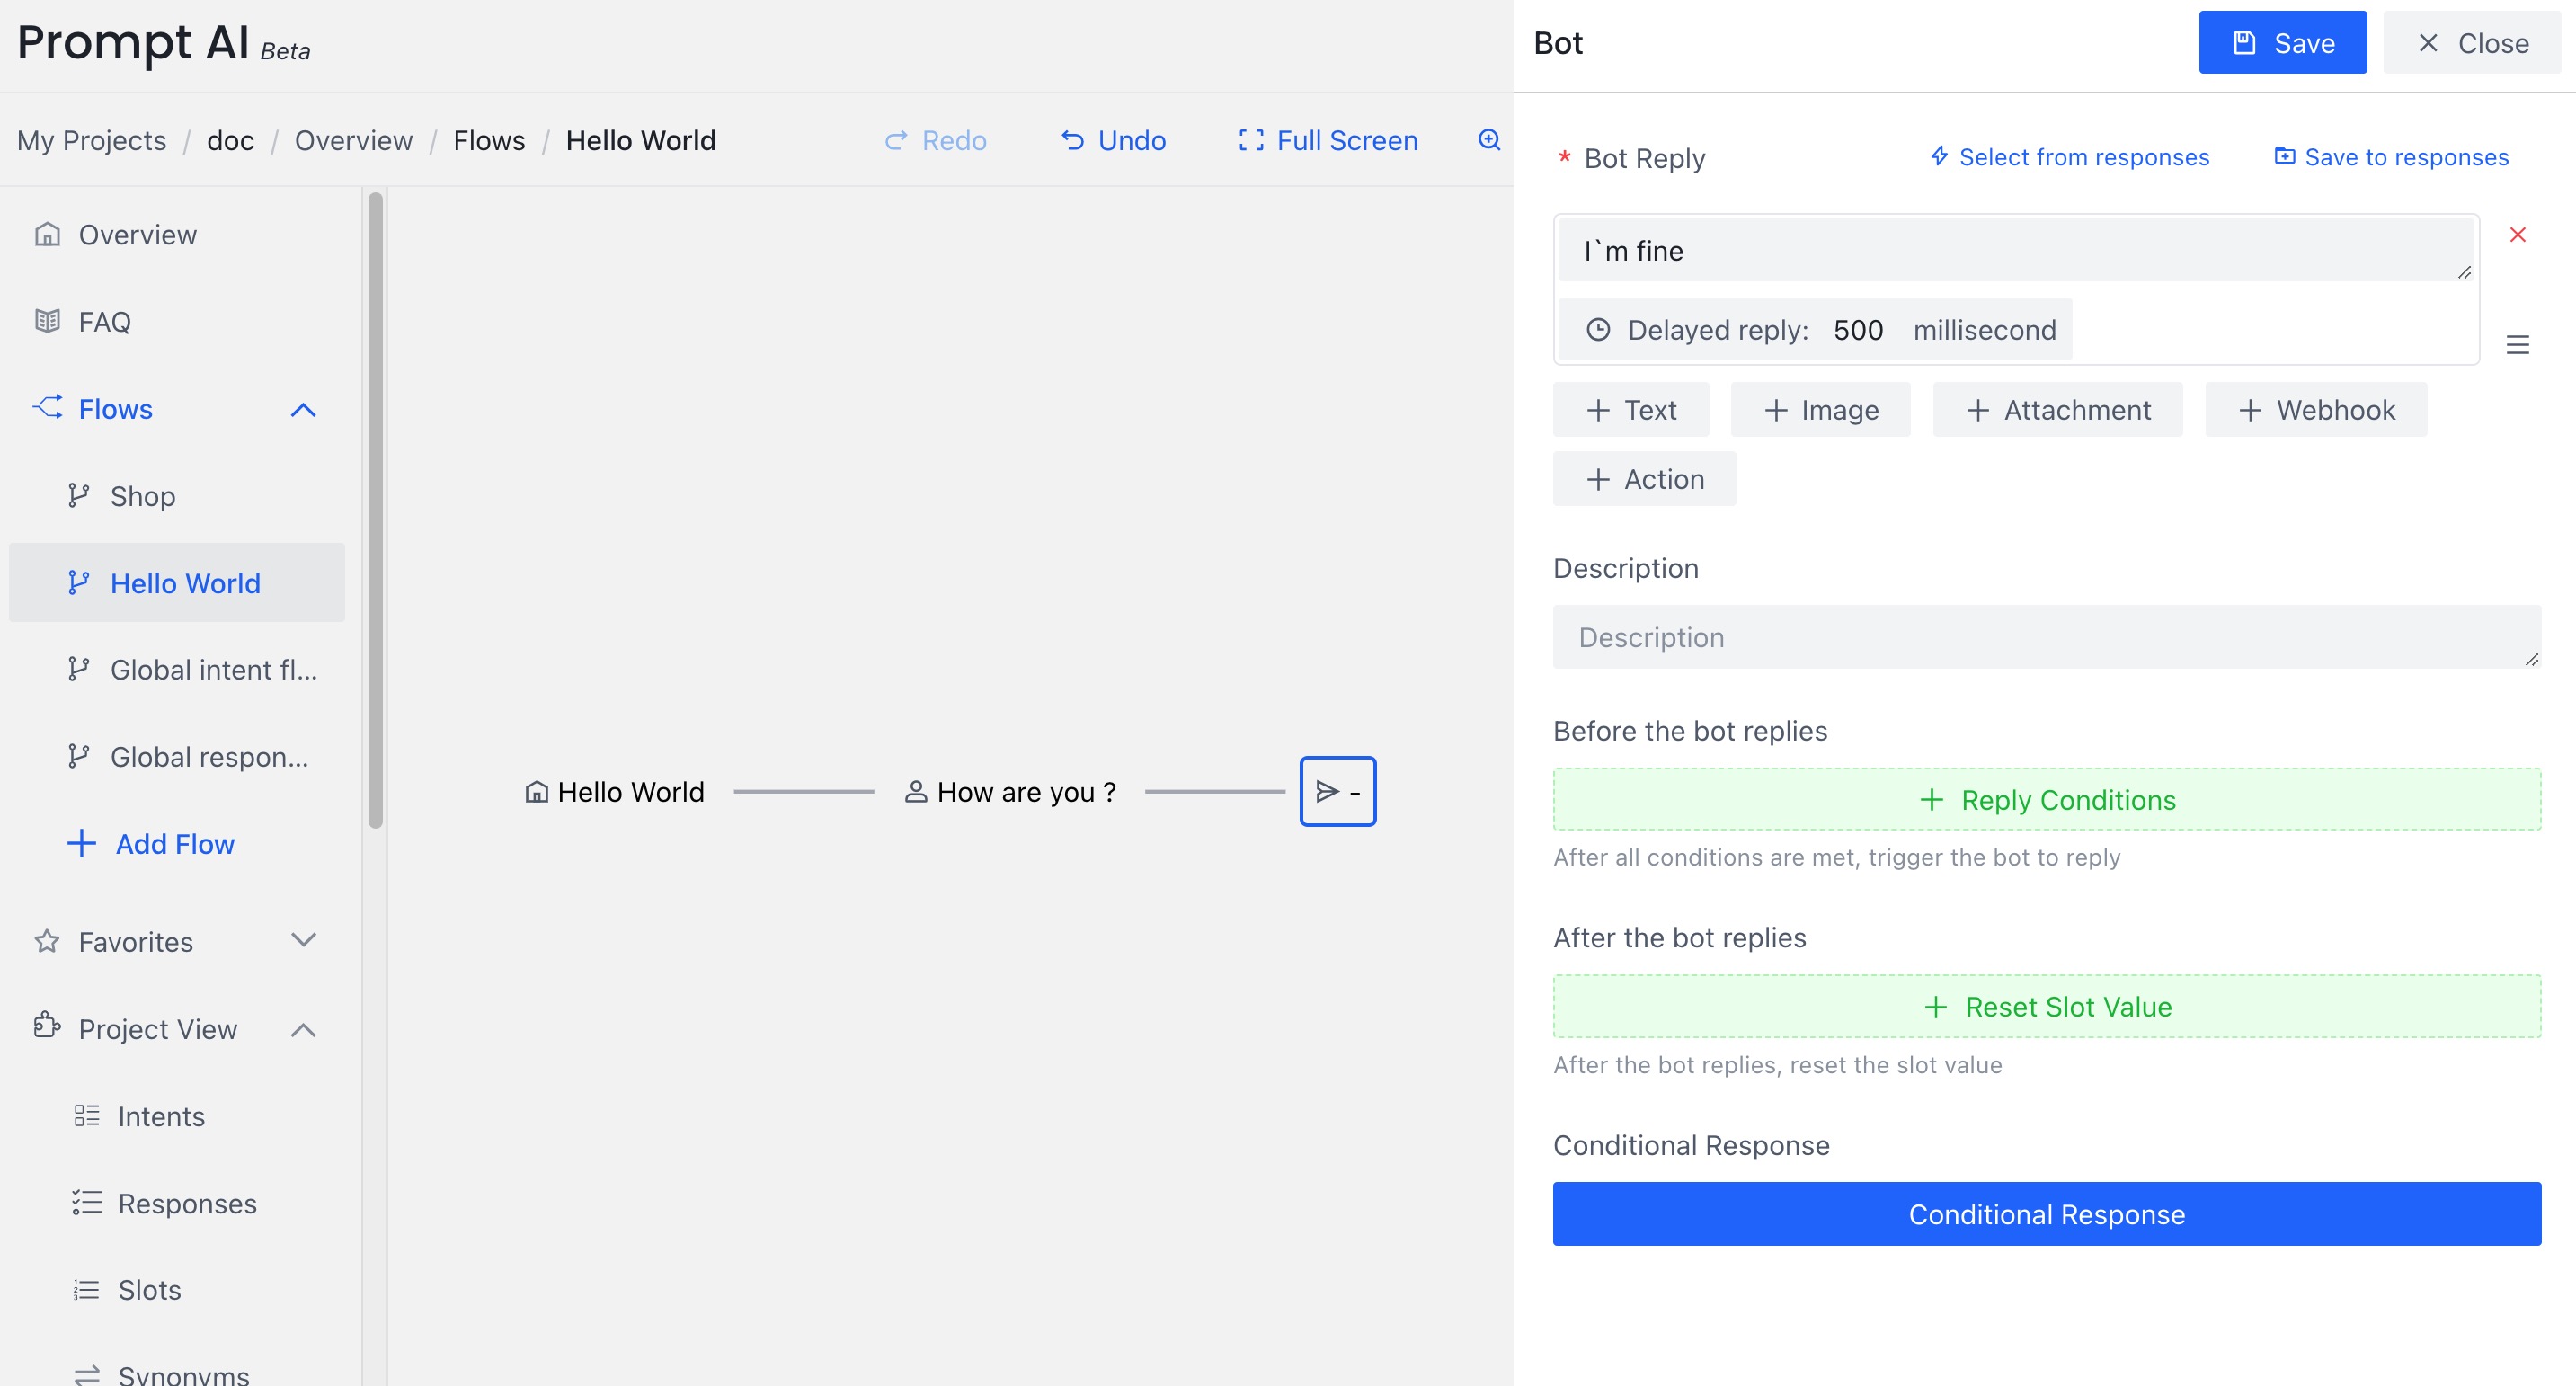 Prompt AI Beta
My Projects / doc / Overview / Flows / Hello World
Redo
Undo
Full Screen
Overview
FAQ
Flows
Shop
Hello World
Global intent fl...
Global respon...
Add Flow
Favorites
Project View
Intents
Responses
Slots
Synonyms
Hello World
How are you ?
-
Bot
Save
Close
* Bot Reply
Select from responses
Save to responses
I`m fine
Delayed reply: 500 millisecond
+ Text
+ Image
+ Attachment
+ Webhook
+ Action
Description
Description
Before the bot replies
+ Reply Conditions
After all conditions are met, trigger the bot to reply
After the bot replies
+ Reset Slot Value
After the bot replies, reset the slot value
Conditional Response
Conditional Response